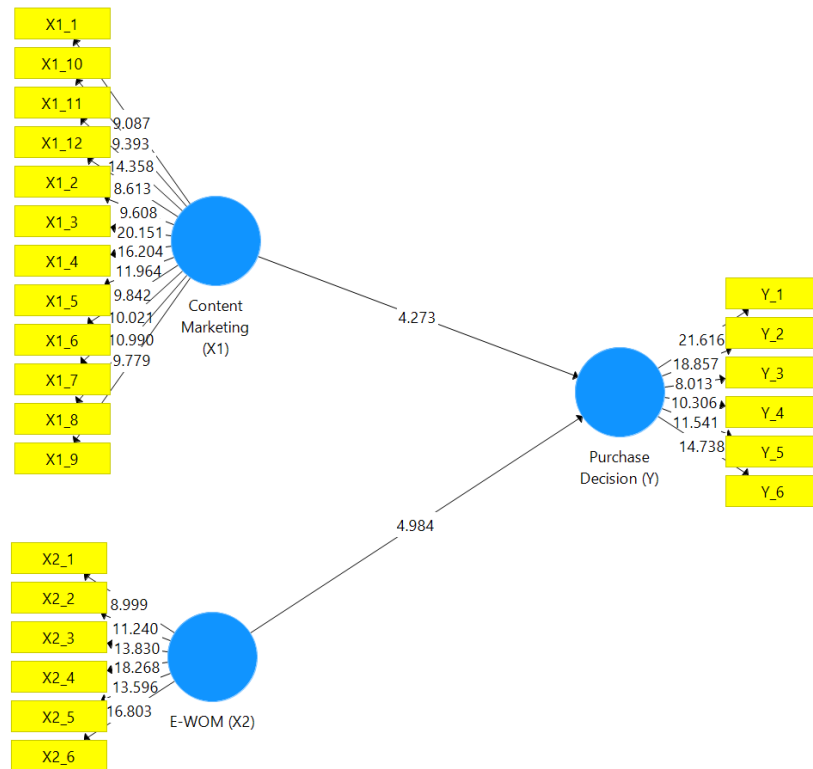 X1_1
X1_10
X1_11
X1_12
X1_2
X1_3
X1_4
X1_5
X1_6
X1_7
X1_8
X1_9
9.087
9.393
14.358
8.613
9.608
20.151
16.204
11.964
9.842
10.021
10.990
9.779
Content
Marketing
(X1)
4.273
Y_1
Y_2
Y_3
Y_4
Y_5
Y_6
21.616
18.857
8.013
10.306
11.541
14.738
Purchase
Decision (Y)
4.984
X2_1
X2_2
X2_3
X2_4
X2_5
X2_6
8.999
11.240
13.830
18.268
13.596
16.803
E-WOM (X2)